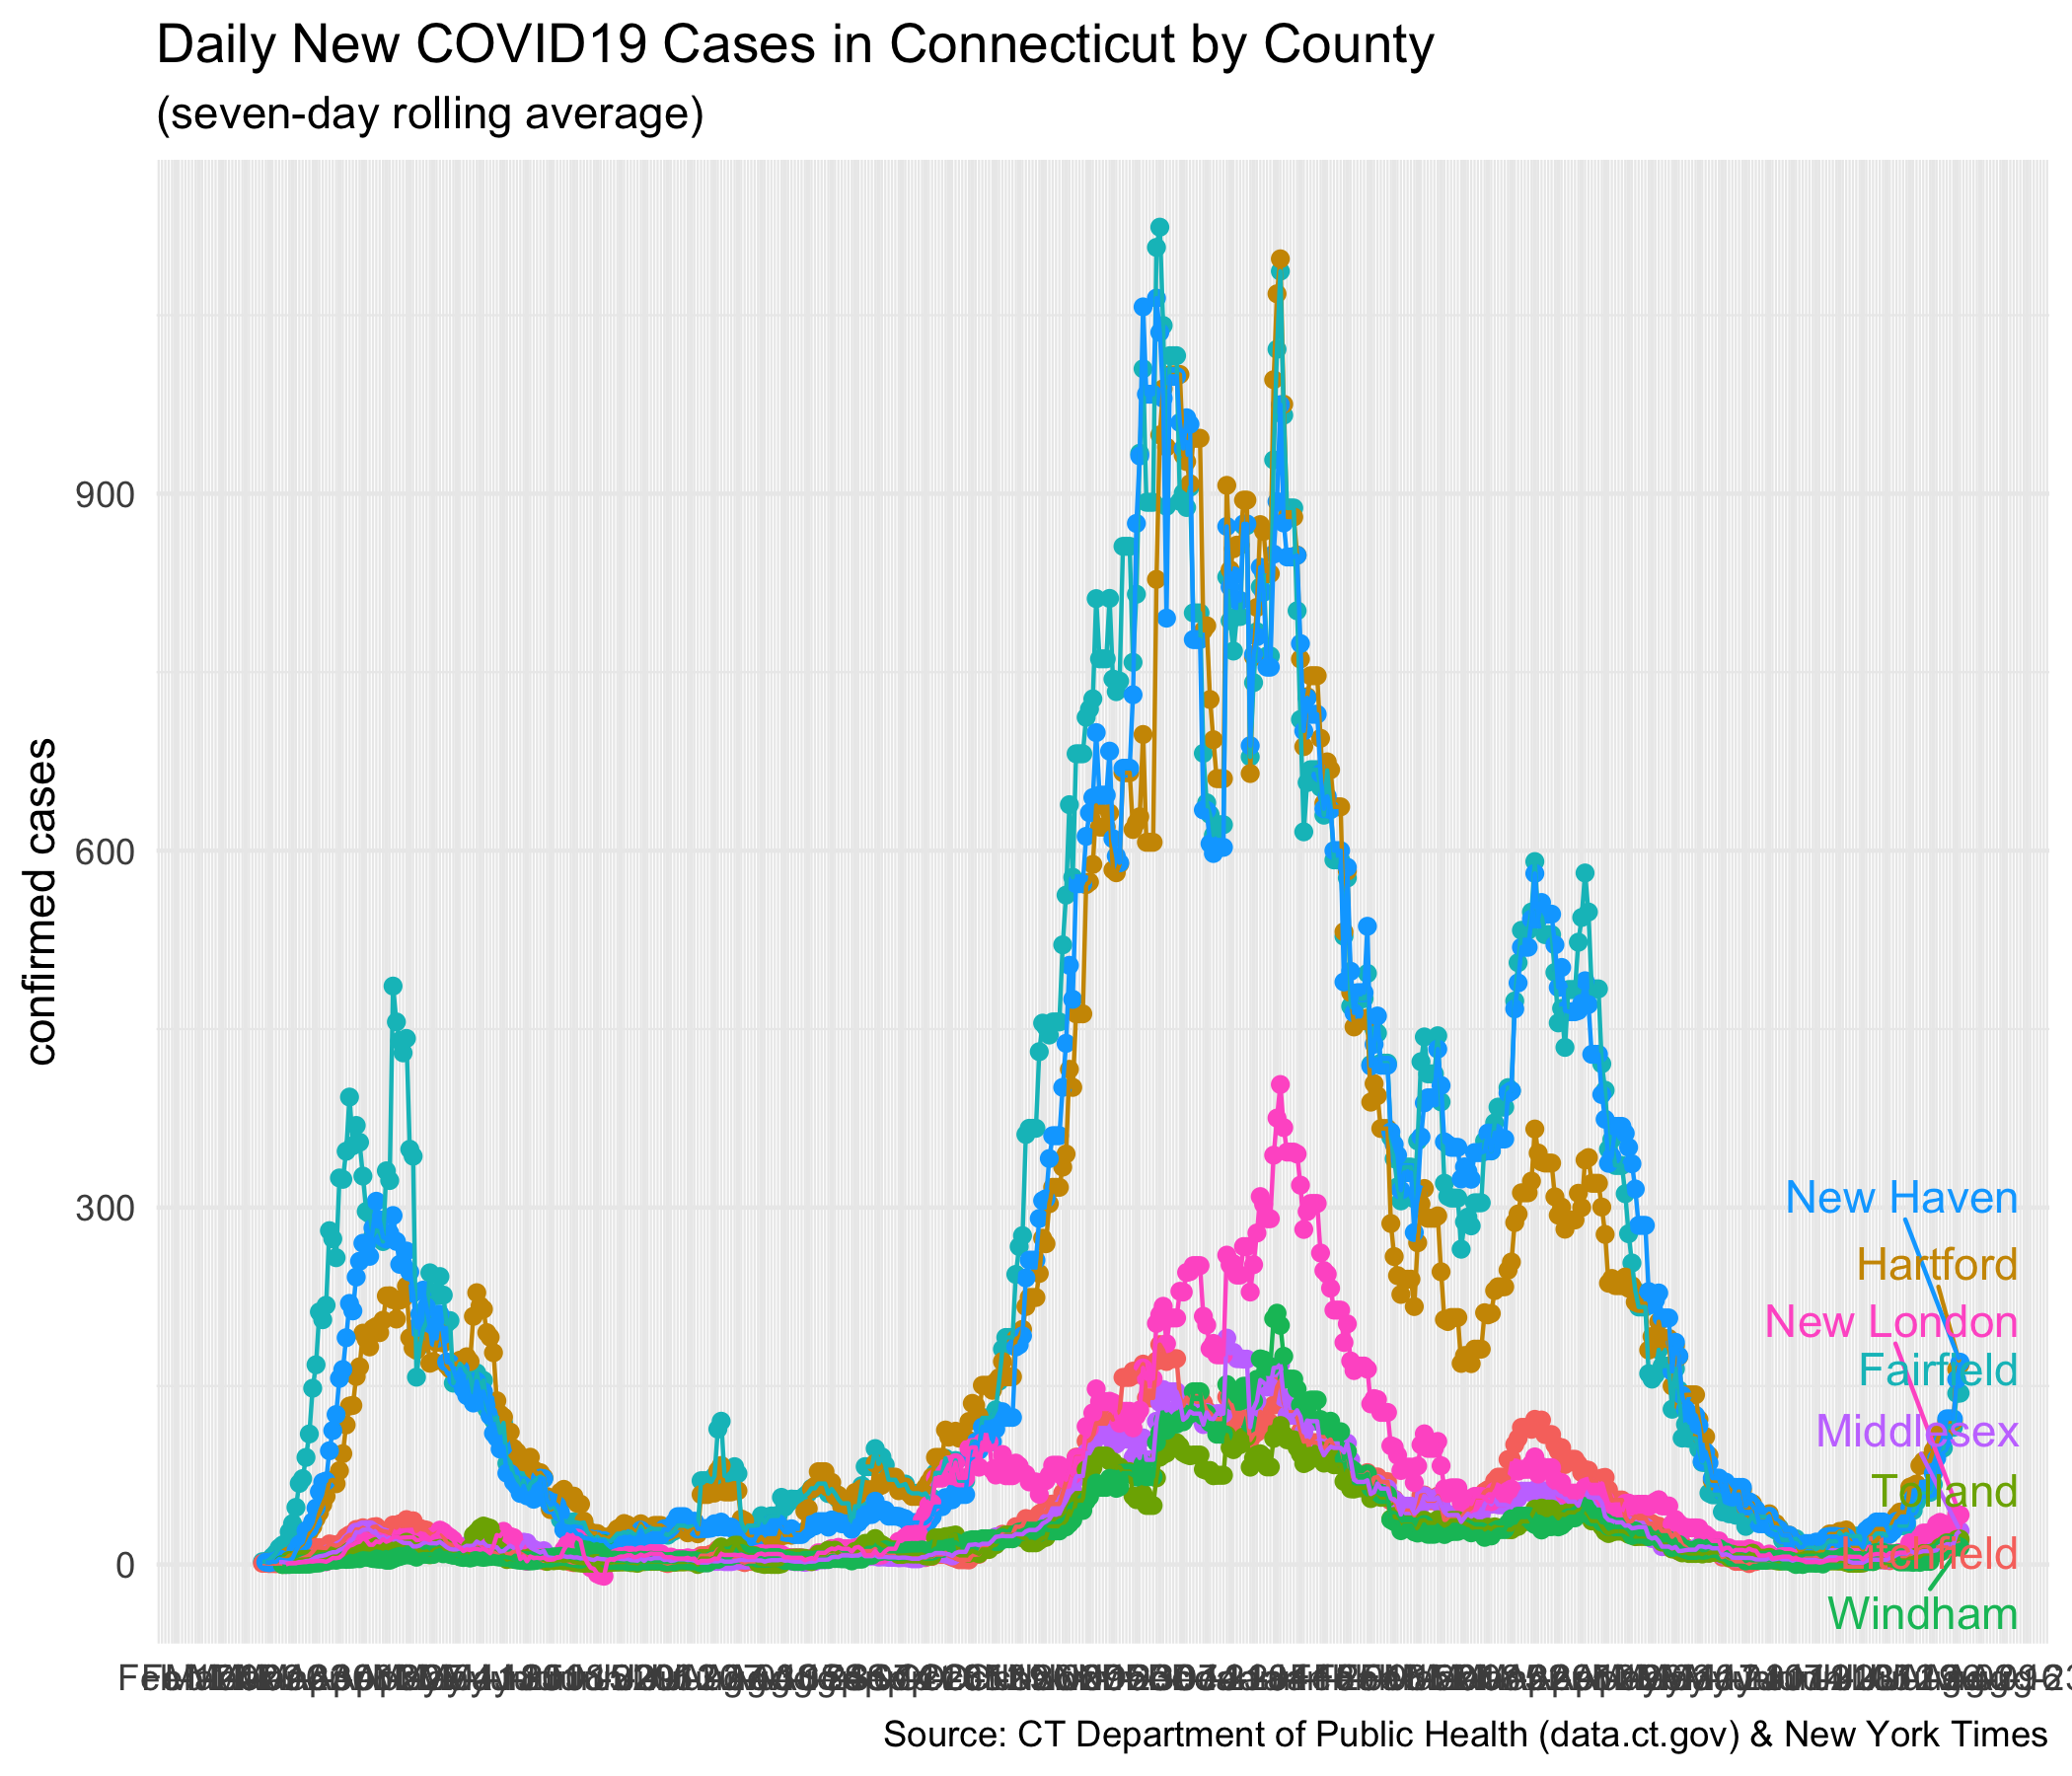 Daily New COVID19 Cases in Connecticut by County
(seven-day rolling average)
confirmed cases
900
600
300
0
New Haven
Hartford
New London
Fairfield
Middlesex
Tolland
Litchfield
Windham
Source: CT Department of Public Health (data.ct.gov) & New York Times